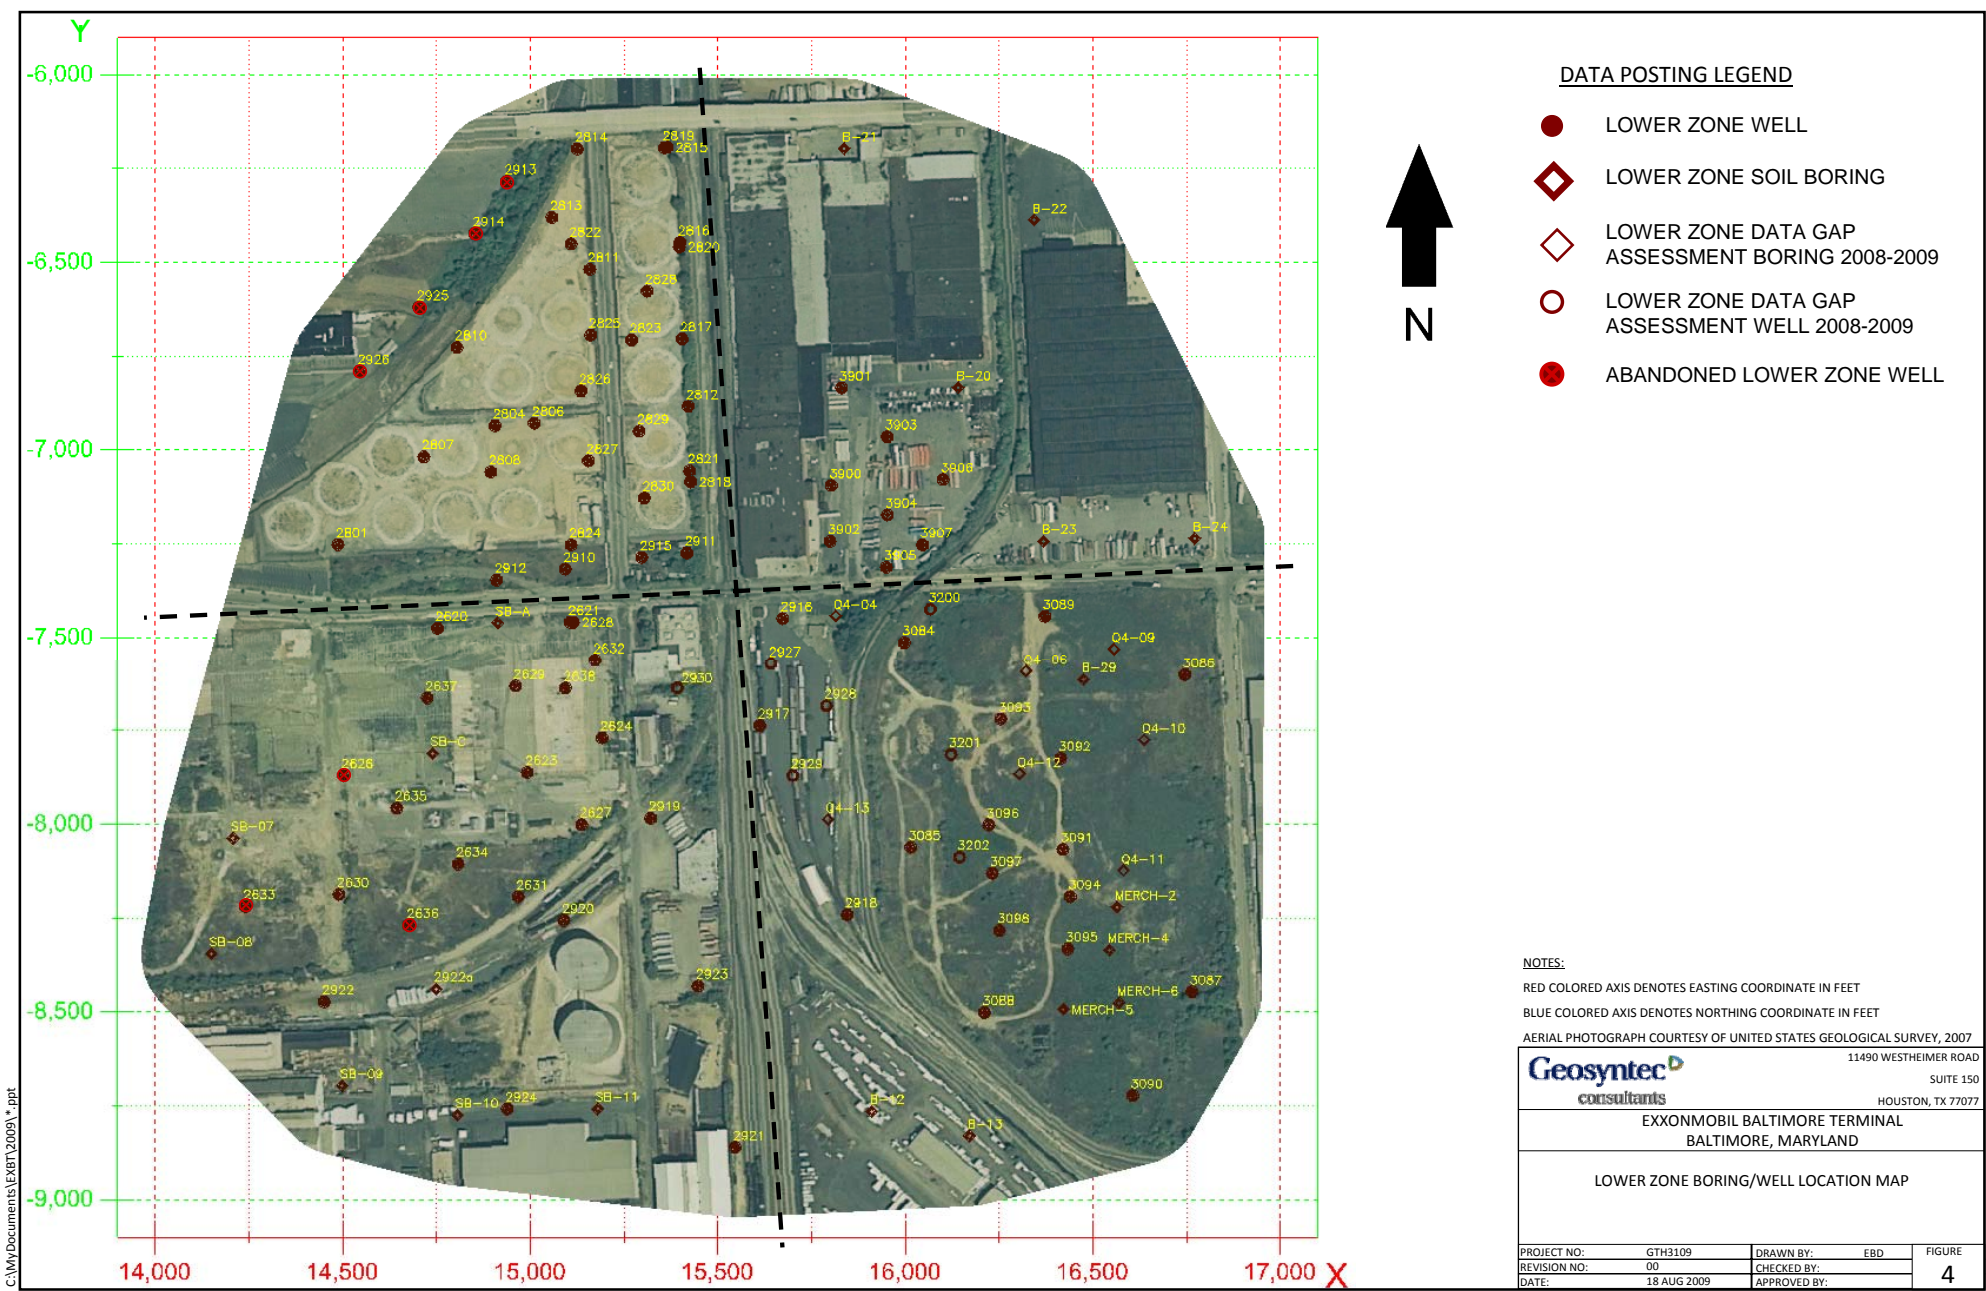 Y
-6,000
-6,500
-7,000
-7,500
-8,000
-8,500
-9,000
14,000
14,500
15,000
15,500
16,000
16,500
17,000
X
2814
2819
2815
B-21
2913
2813
2914
2822
2816
2820
B-22
2811
2828
2925
2825
2823
2817
2810
2926
2826
2812
3901
B-20
2804
2806
2829
3903
2807
2808
2827
2821
2818
3900
3906
2830
3904
2801
2824
2915
2911
3902
3907
B-23
B-24
2912
2910
3905
2620
SB-A
2621
2628
2916
Q4-04
3200
3089
2632
2927
3084
Q4-09
2637
2629
2638
2930
Q4-06
B-29
3086
2928
2624
2917
3093
SB-C
Q4-10
2626
2623
2929
3201
3092
Q4-12
2635
2627
2919
Q4-13
SB-07
3096
3085
3091
2634
3202
3097
Q4-11
2633
2630
2631
3094
MERCH-2
2636
2920
2918
SB-08
3098
3095
MERCH-4
2922
2922a
2923
3087
3088
MERCH-6
MERCH-5
SB-09
3090
SB-10
2924
SB-11
B-12
2921
B-13
N
DATA POSTING LEGEND
LOWER ZONE WELL
LOWER ZONE SOIL BORING
LOWER ZONE DATA GAP
ASSESSMENT BORING 2008-2009
LOWER ZONE DATA GAP
ASSESSMENT WELL 2008-2009
ABANDONED LOWER ZONE WELL
NOTES:
RED COLORED AXIS DENOTES EASTING COORDINATE IN FEET
BLUE COLORED AXIS DENOTES NORTHING COORDINATE IN FEET
AERIAL PHOTOGRAPH COURTESY OF UNITED STATES GEOLOGICAL SURVEY, 2007
Geosyntec
consultants
11490 WESTHEIMER ROAD
SUITE 150
HOUSTON, TX 77077
EXXONMOBIL BALTIMORE TERMINAL
BALTIMORE, MARYLAND
LOWER ZONE BORING/WELL LOCATION MAP
PROJECT NO: GTH3109 DRAWN BY: EBD FIGURE
REVISION NO: 00 CHECKED BY: 4
DATE: 18 AUG 2009 APPROVED BY:
C:\MyDocuments\EXBT\2009\*.ppt